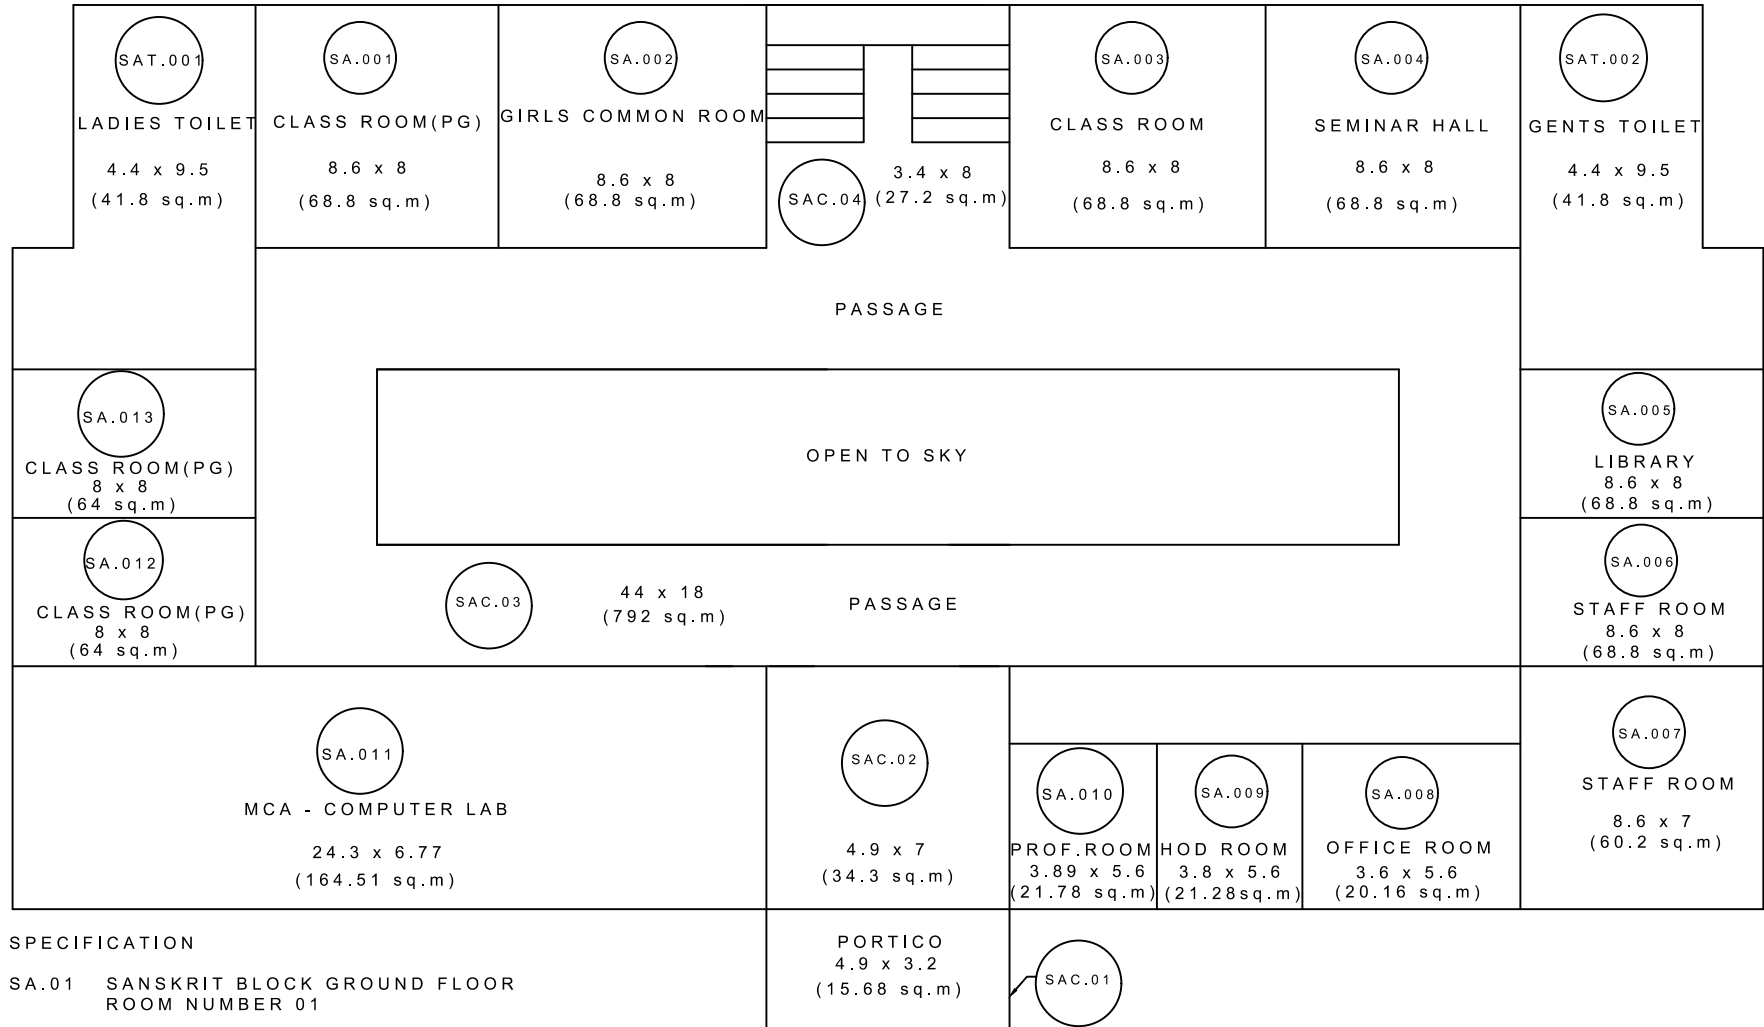 SAT.001
LADIES TOILET
4.4 x 9.5
(41.8 sq.m)
SA.001
CLASS ROOM(PG)
8.6 x 8
(68.8 sq.m)
SA.002
GIRLS COMMON ROOM
8.6 x 8
(68.8 sq.m)
SAC.04
3.4 x 8
(27.2 sq.m)
SA.003
CLASS ROOM
8.6 x 8
(68.8 sq.m)
SA.004
SEMINAR HALL
8.6 x 8
(68.8 sq.m)
SAT.002
GENTS TOILET
4.4 x 9.5
(41.8 sq.m)
PASSAGE
SA.013
CLASS ROOM(PG)
8 x 8
(64 sq.m)
OPEN TO SKY
SA.005
LIBRARY
8.6 x 8
(68.8 sq.m)
SA.012
CLASS ROOM(PG)
8 x 8
(64 sq.m)
SAC.03
44 x 18
(792 sq.m)
PASSAGE
SA.006
STAFF ROOM
8.6 x 8
(68.8 sq.m)
SA.011
MCA - COMPUTER LAB
24.3 x 6.77
(164.51 sq.m)
SAC.02
4.9 x 7
(34.3 sq.m)
SA.010
PROF.ROOM
3.89 x 5.6
(21.78 sq.m)
SA.009
HOD ROOM
3.8 x 5.6
(21.28sq.m)
SA.008
OFFICE ROOM
3.6 x 5.6
(20.16 sq.m)
SA.007
STAFF ROOM
8.6 x 7
(60.2 sq.m)
SPECIFICATION
SA.01 SANSKRIT BLOCK GROUND FLOOR
ROOM NUMBER 01
PORTICO
4.9 x 3.2
(15.68 sq.m)
SAC.01